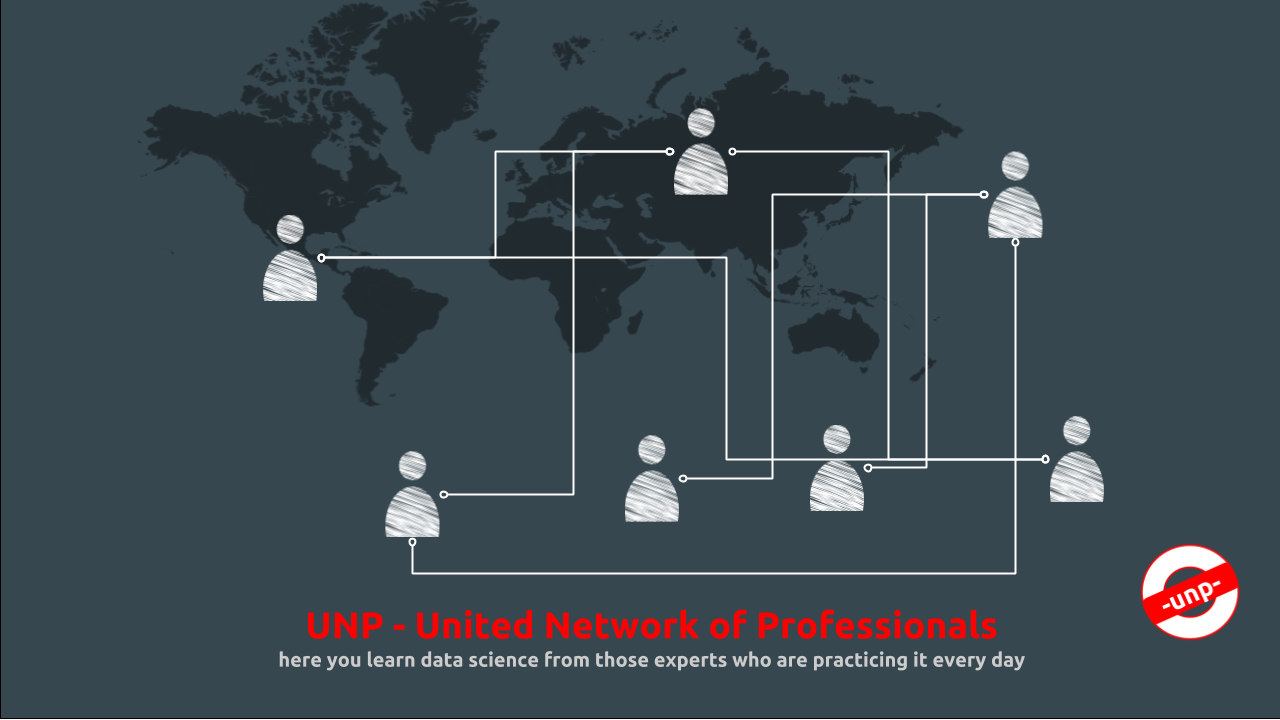 -unp-
UNP - United Network of Professionals
here you learn data science from those experts who are practicing it every day